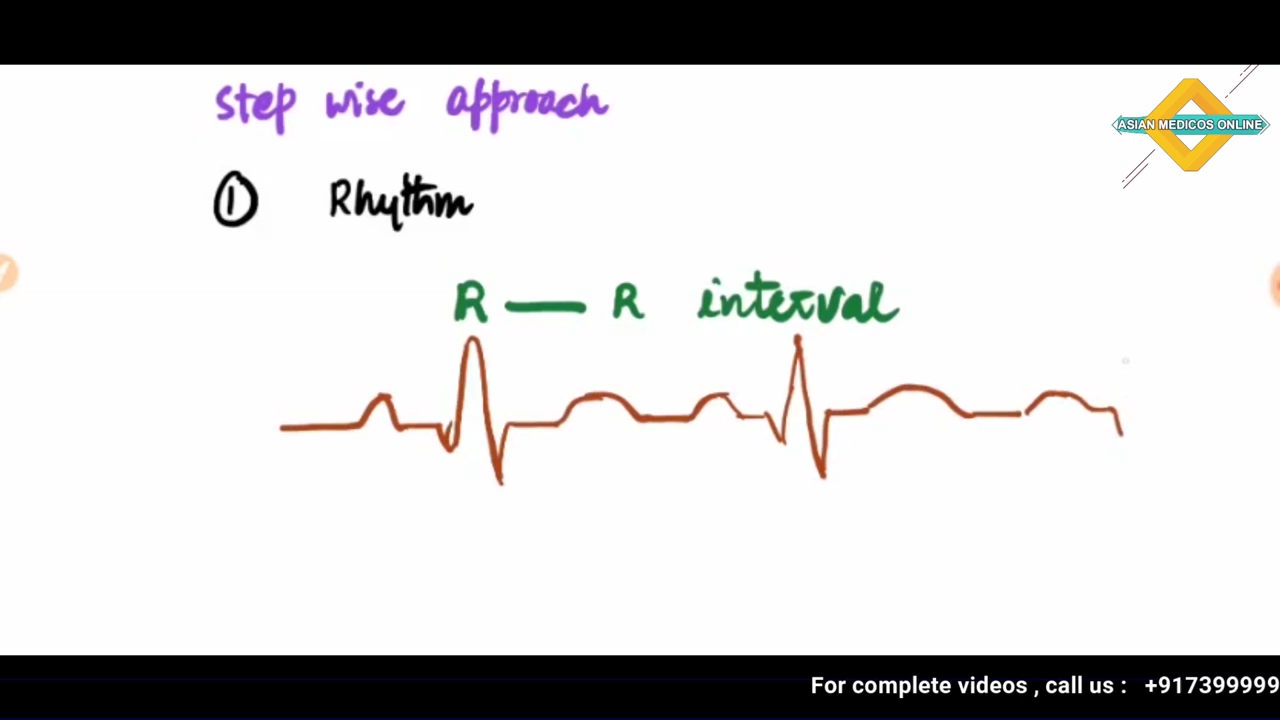 step wise approach
ASIAN MEDICOS ONLINE
① Rhythm
R — R interval
For complete videos , call us : +917399999